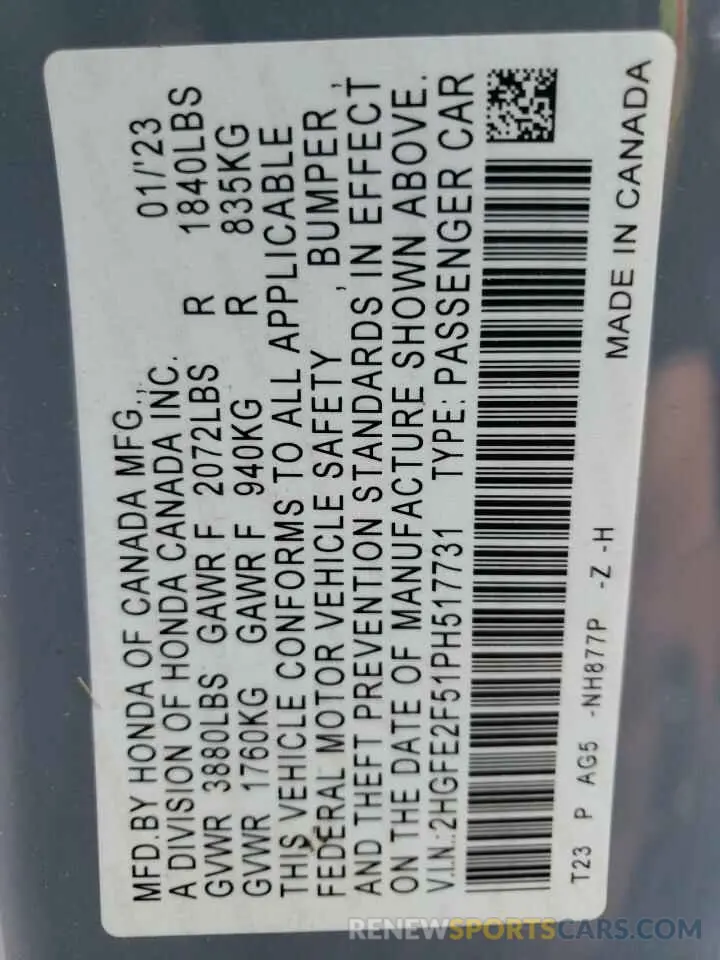 MFD.BY HONDA OF CANADA MFG., 01/'23
A DIVISION OF HONDA CANADA INC.
GVWR 3880LBS GAWR F 2072LBS R 1840LBS
GVWR 1760KG GAWR F 940KG R 835KG
THIS VEHICLE CONFORMS TO ALL APPLICABLE
FEDERAL MOTOR VEHICLE SAFETY , BUMPER ,
AND THEFT PREVENTION STANDARDS IN EFFECT
ON THE DATE OF MANUFACTURE SHOWN ABOVE.
V.I.N.:2HGFE2F51PH517731 TYPE: PASSENGER CAR
T23 P AG5 -NH877P -Z -H
MADE IN CANADA
RENEWSPORTSCARS.COM